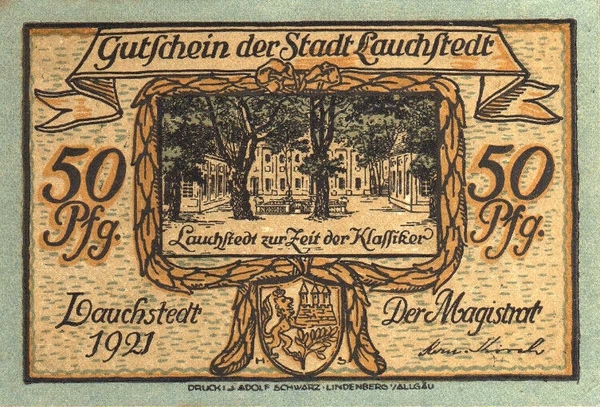 Gutschein der Stadt Lauchstedt
50 Pfg.
50 Pfg.
Lauchstedt zur Zeit der Klassiker
Lauchstedt
1921
Der Magistrat
H S
DRUCK I. J. ADOLF SCHWARZ · LINDENBERG I/ALLGÄU